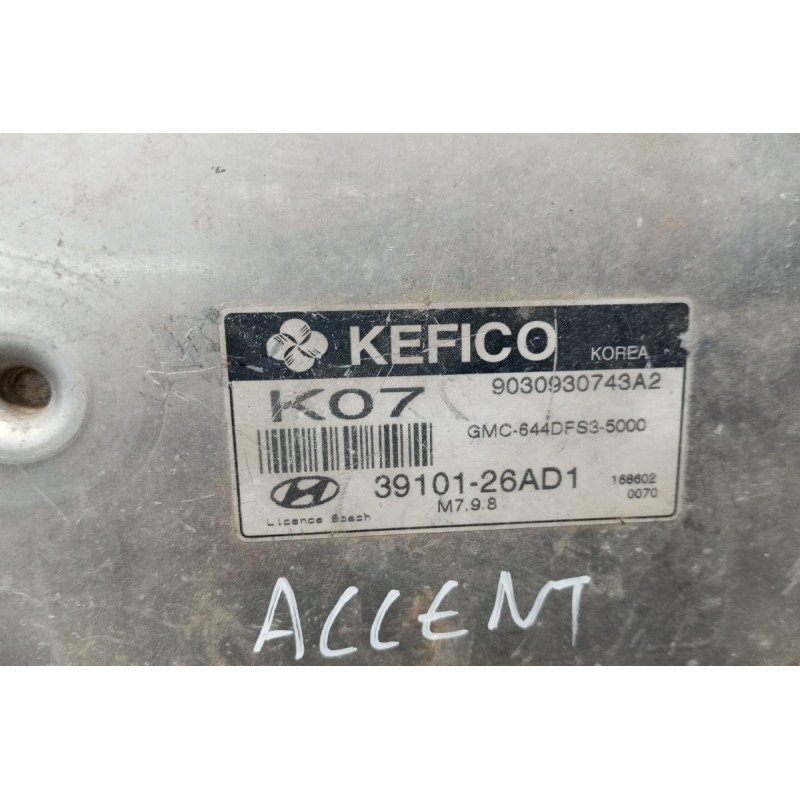 KEFICO KOREA
K07 9030930743A2
GMC-644DFS3-5000
39101-26AD1 168602
M7.9.8 0070
Licence Bosch
ACCENT